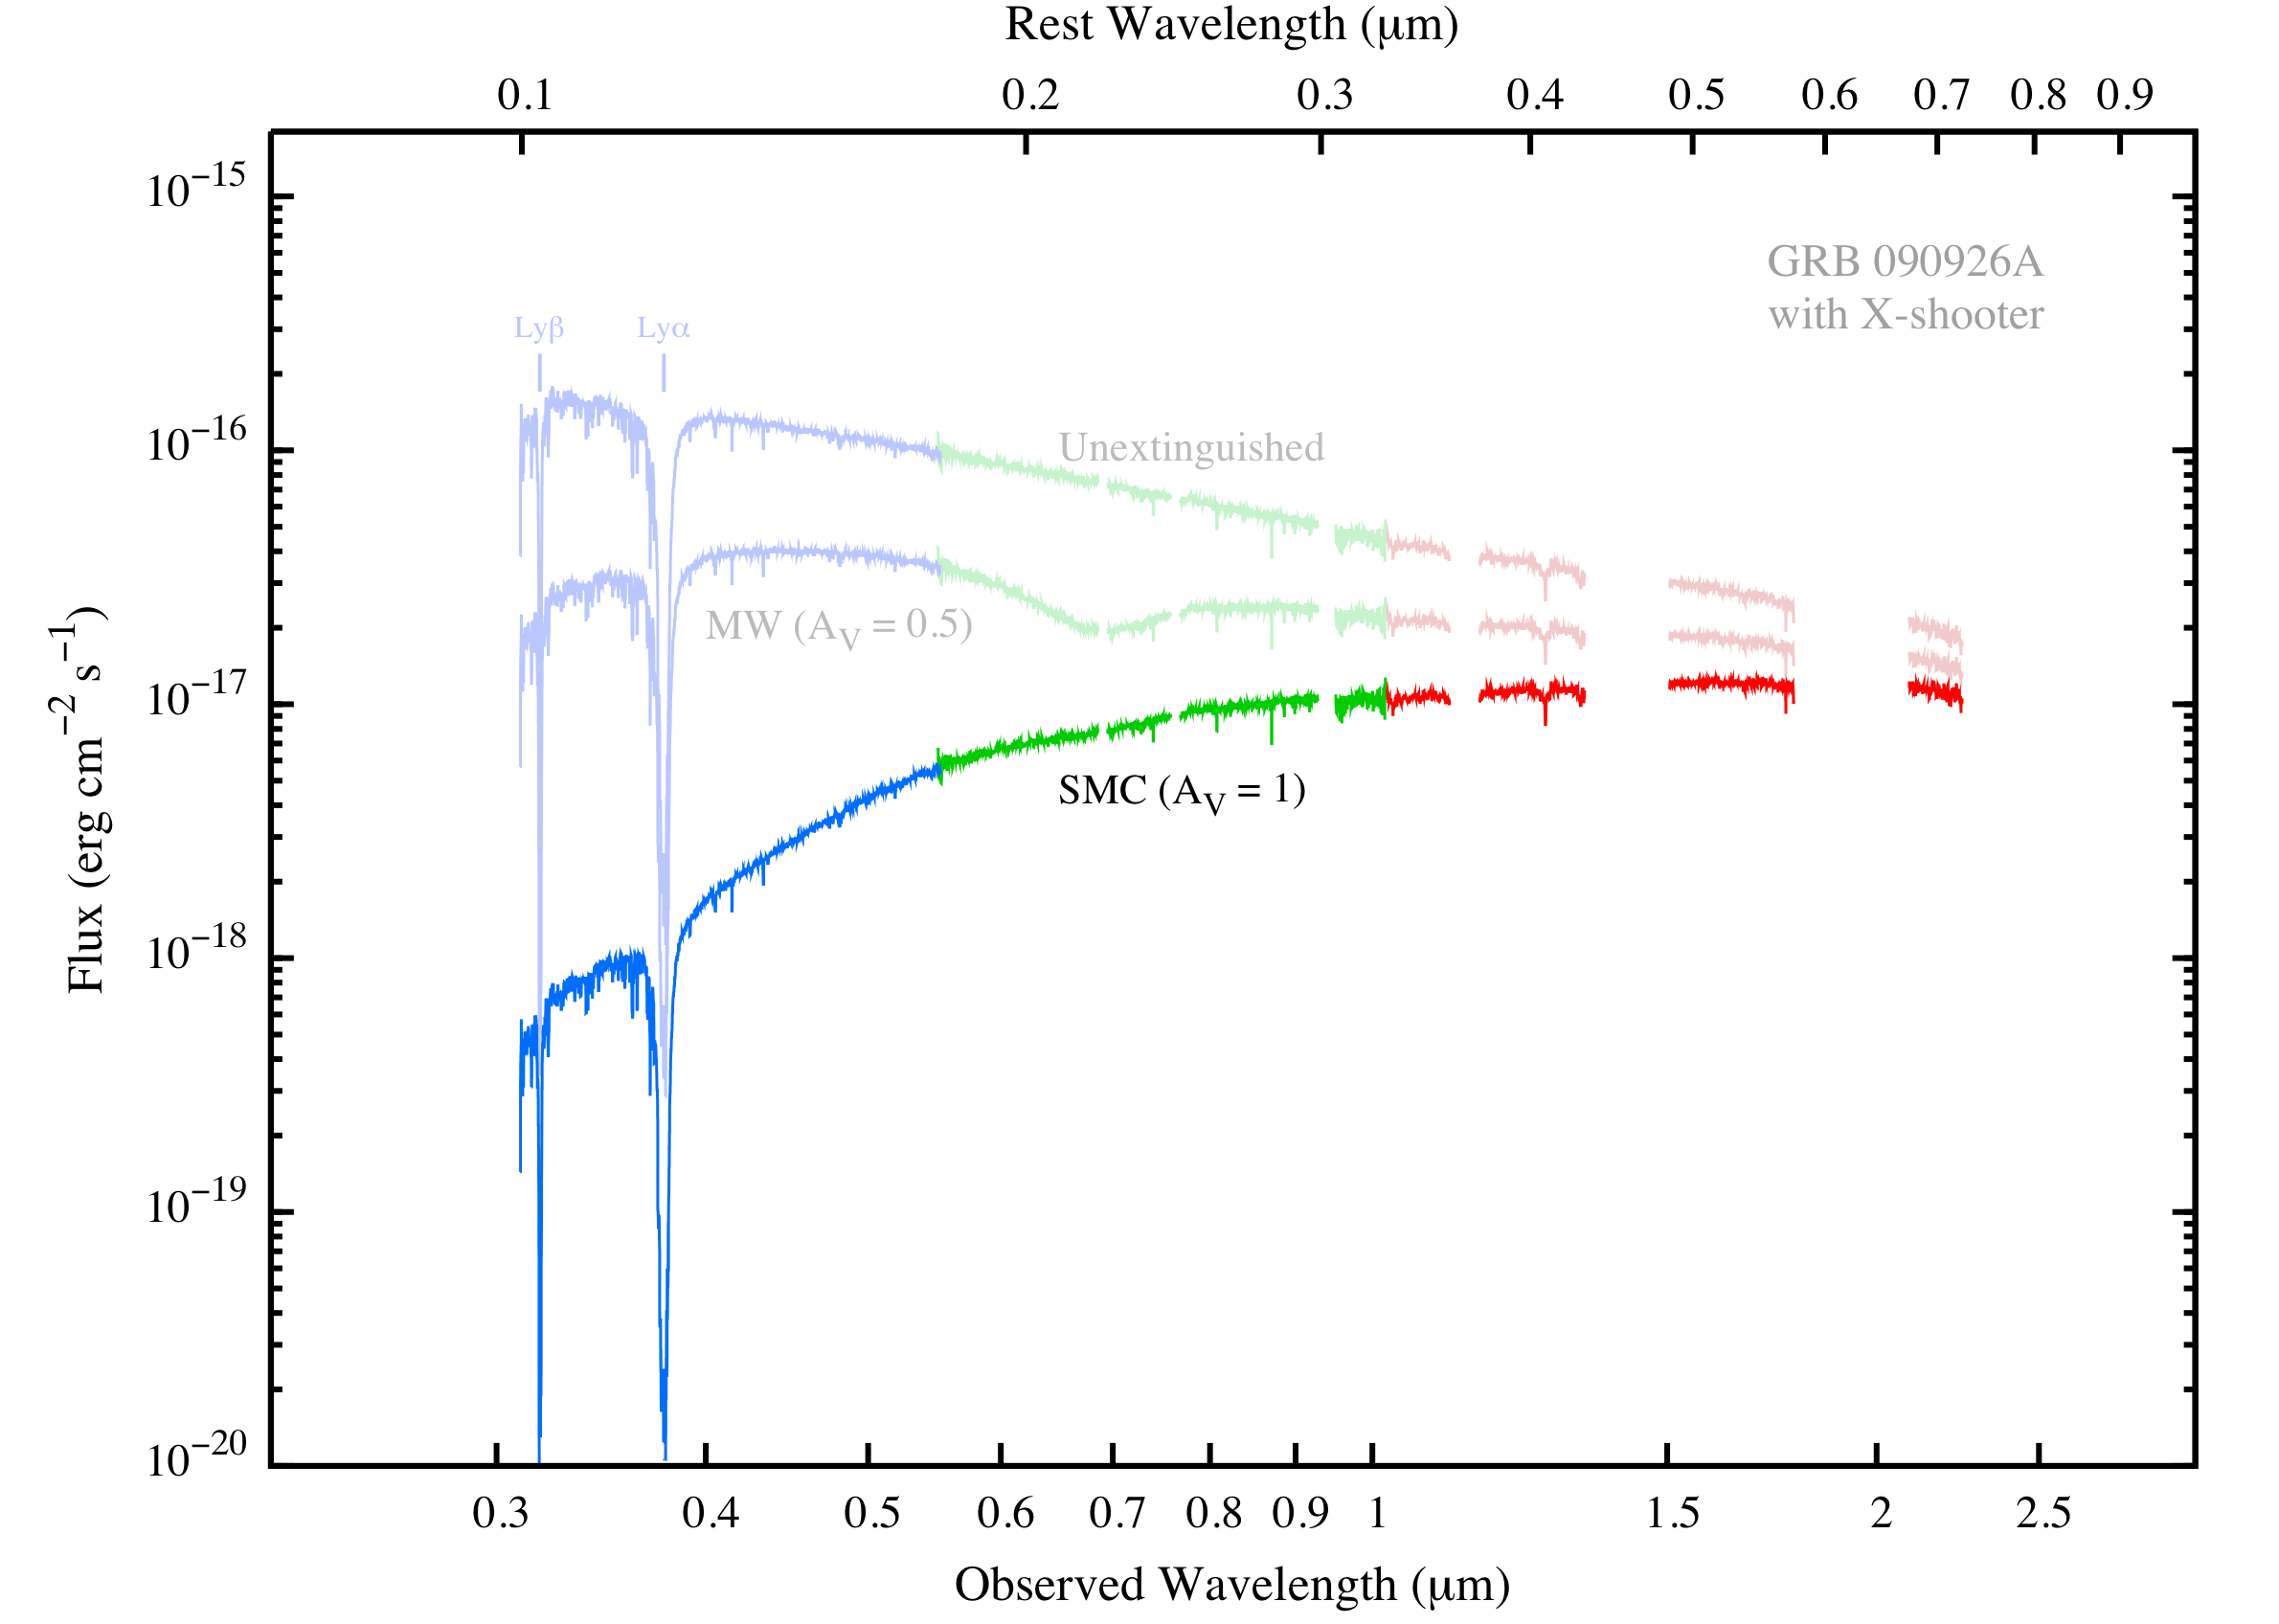 Rest Wavelength (μm)
0.1 0.2 0.3 0.4 0.5 0.6 0.7 0.8 0.9
10−15
GRB 090926A
with X-shooter
Lyβ Lyα
10−16
Unextinguished
MW (AV = 0.5)
10−17
SMC (AV = 1)
Flux (erg cm−2 s−1)
10−18
10−19
10−20
0.3 0.4 0.5 0.6 0.7 0.8 0.9 1 1.5 2 2.5
Observed Wavelength (μm)